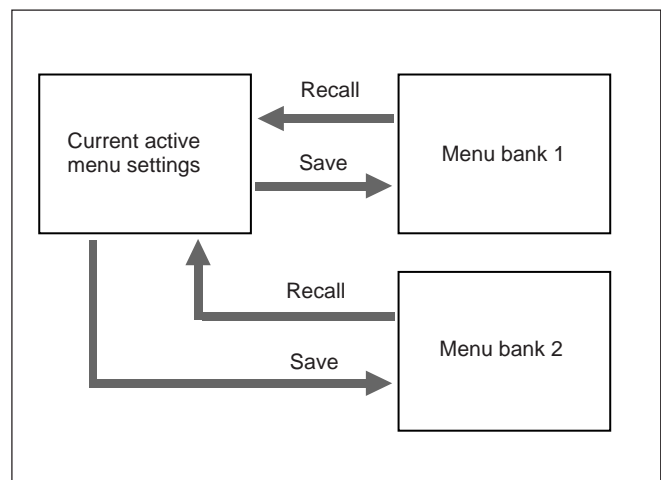 Recall
Current active
menu settings
Save
Menu bank 1
Recall
Save
Menu bank 2